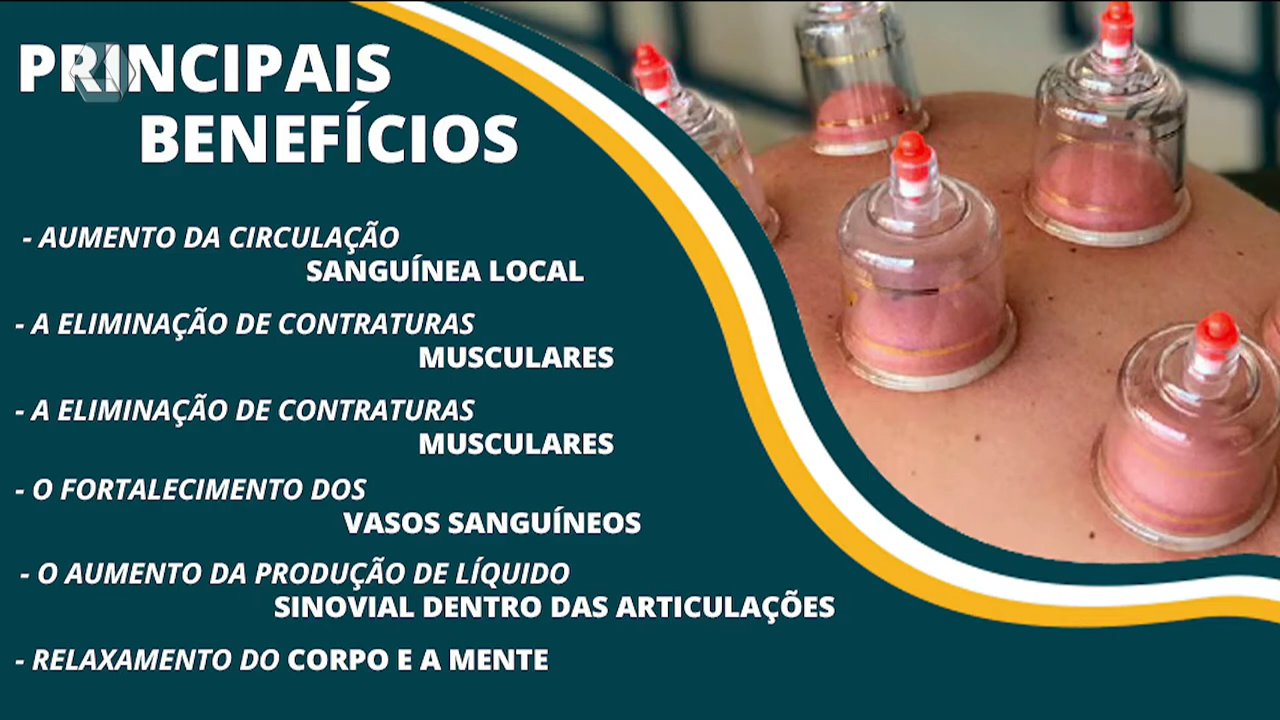 PRINCIPAIS
BENEFÍCIOS
- AUMENTO DA CIRCULAÇÃO
SANGUÍNEA LOCAL
- A ELIMINAÇÃO DE CONTRATURAS
MUSCULARES
- A ELIMINAÇÃO DE CONTRATURAS
MUSCULARES
- O FORTALECIMENTO DOS
VASOS SANGUÍNEOS
- O AUMENTO DA PRODUÇÃO DE LÍQUIDO
SINOVIAL DENTRO DAS ARTICULAÇÕES
- RELAXAMENTO DO CORPO E A MENTE